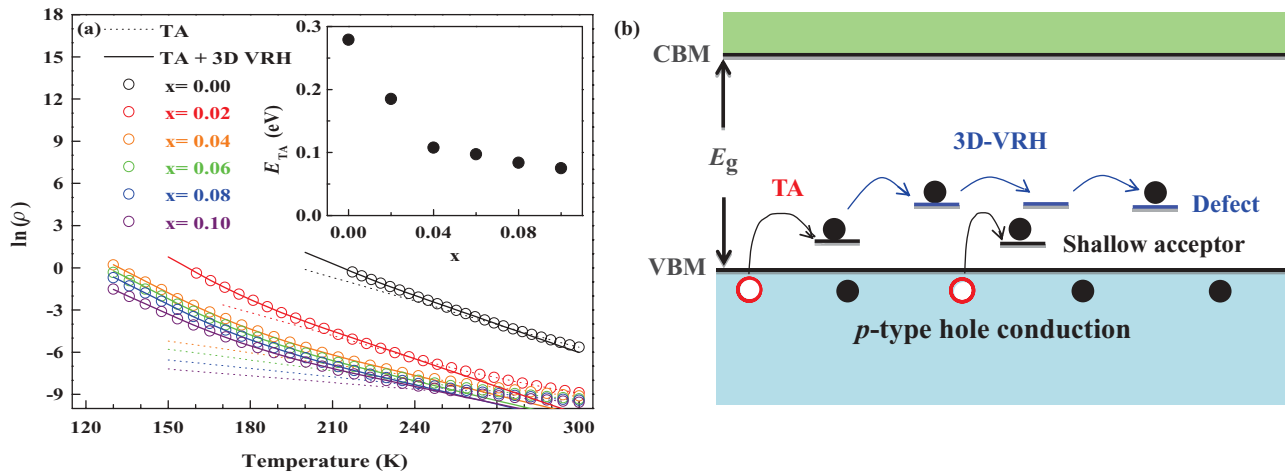 (a)
TA
TA + 3D VRH
x= 0.00
x= 0.02
x= 0.04
x= 0.06
x= 0.08
x= 0.10
18
15
12
9
6
3
0
-3
-6
-9
ln(ρ)
120
150
180
210
240
270
300
Temperature (K)
0.3
0.2
0.1
0.0
E_TA (eV)
0.00
0.04
0.08
x
(b)
CBM
E_g
3D-VRH
TA
Defect
Shallow acceptor
VBM
p-type hole conduction